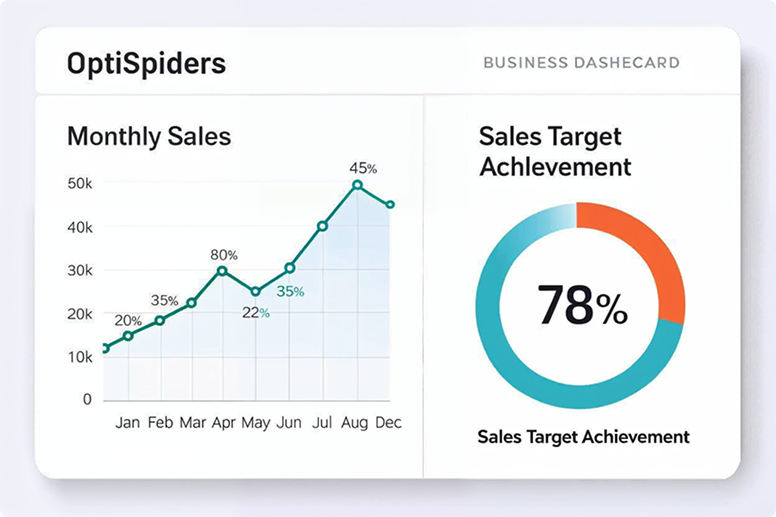 OptiSpiders
BUSINESS DASHECARD
Monthly Sales
50k
40k
30k
20k
10k
0
20%
35%
80%
22%
35%
45%
Jan Feb Mar Apr May Jun Jul Aug Dec
Sales Target
Achlevement
78%
Sales Target Achievement